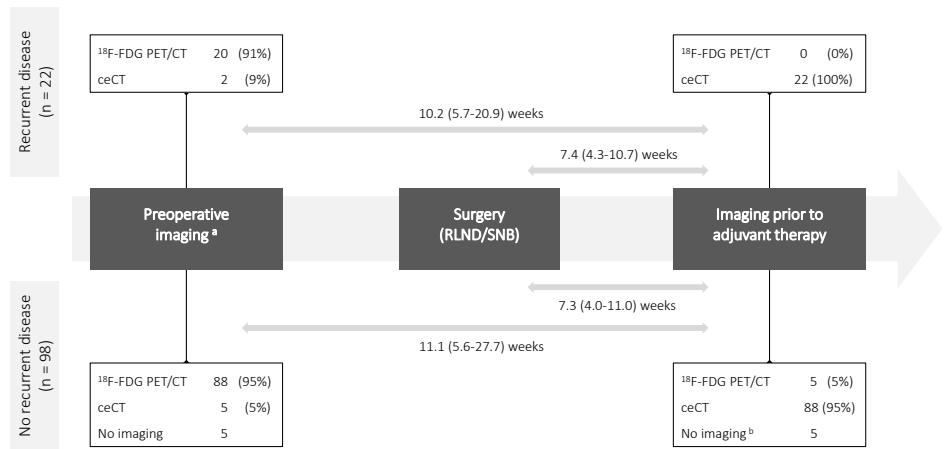 Recurrent disease
(n = 22)
¹⁸F-FDG PET/CT 20 (91%)
ceCT 2 (9%)
¹⁸F-FDG PET/CT 0 (0%)
ceCT 22 (100%)
10.2 (5.7-20.9) weeks
7.4 (4.3-10.7) weeks
Preoperative
imaging ᵃ
Surgery
(RLND/SNB)
Imaging prior to
adjuvant therapy
No recurrent disease
(n = 98)
7.3 (4.0-11.0) weeks
11.1 (5.6-27.7) weeks
¹⁸F-FDG PET/CT 88 (95%)
ceCT 5 (5%)
No imaging 5
¹⁸F-FDG PET/CT 5 (5%)
ceCT 88 (95%)
No imaging ᵇ 5